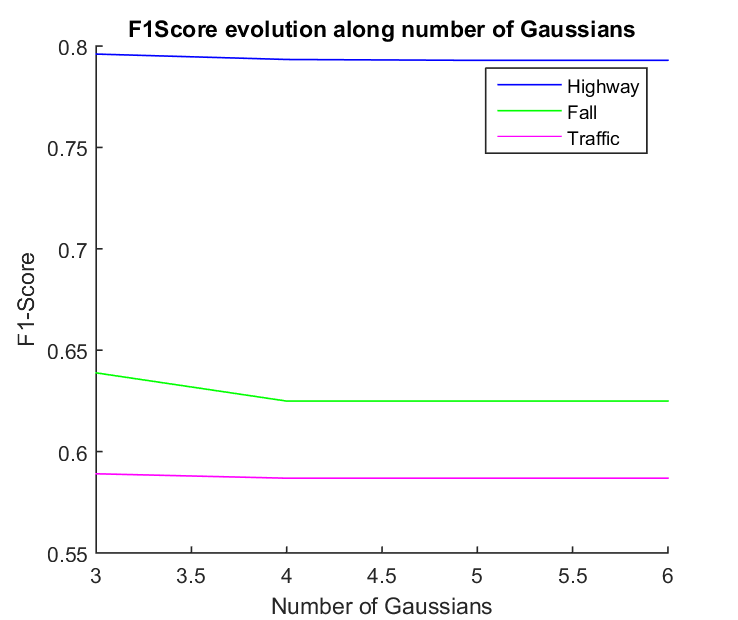 F1Score evolution along number of Gaussians
0.8
0.75
0.7
0.65
0.6
0.55
F1-Score
Highway
Fall
Traffic
3 3.5 4 4.5 5 5.5 6
Number of Gaussians